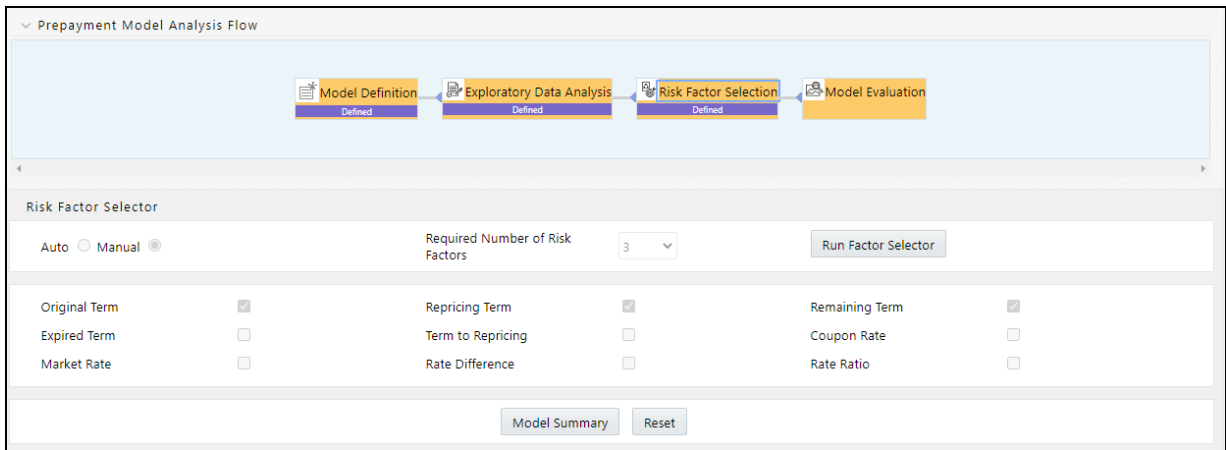 Prepayment Model Analysis Flow
Model Definition
Defined
Exploratory Data Analysis
Defined
Risk Factor Selection
Defined
Model Evaluation
Risk Factor Selector
Auto Manual
Required Number of Risk
Factors
3
Run Factor Selector
Original Term Repricing Term Remaining Term
Expired Term Term to Repricing Coupon Rate
Market Rate Rate Difference Rate Ratio
Model Summary Reset